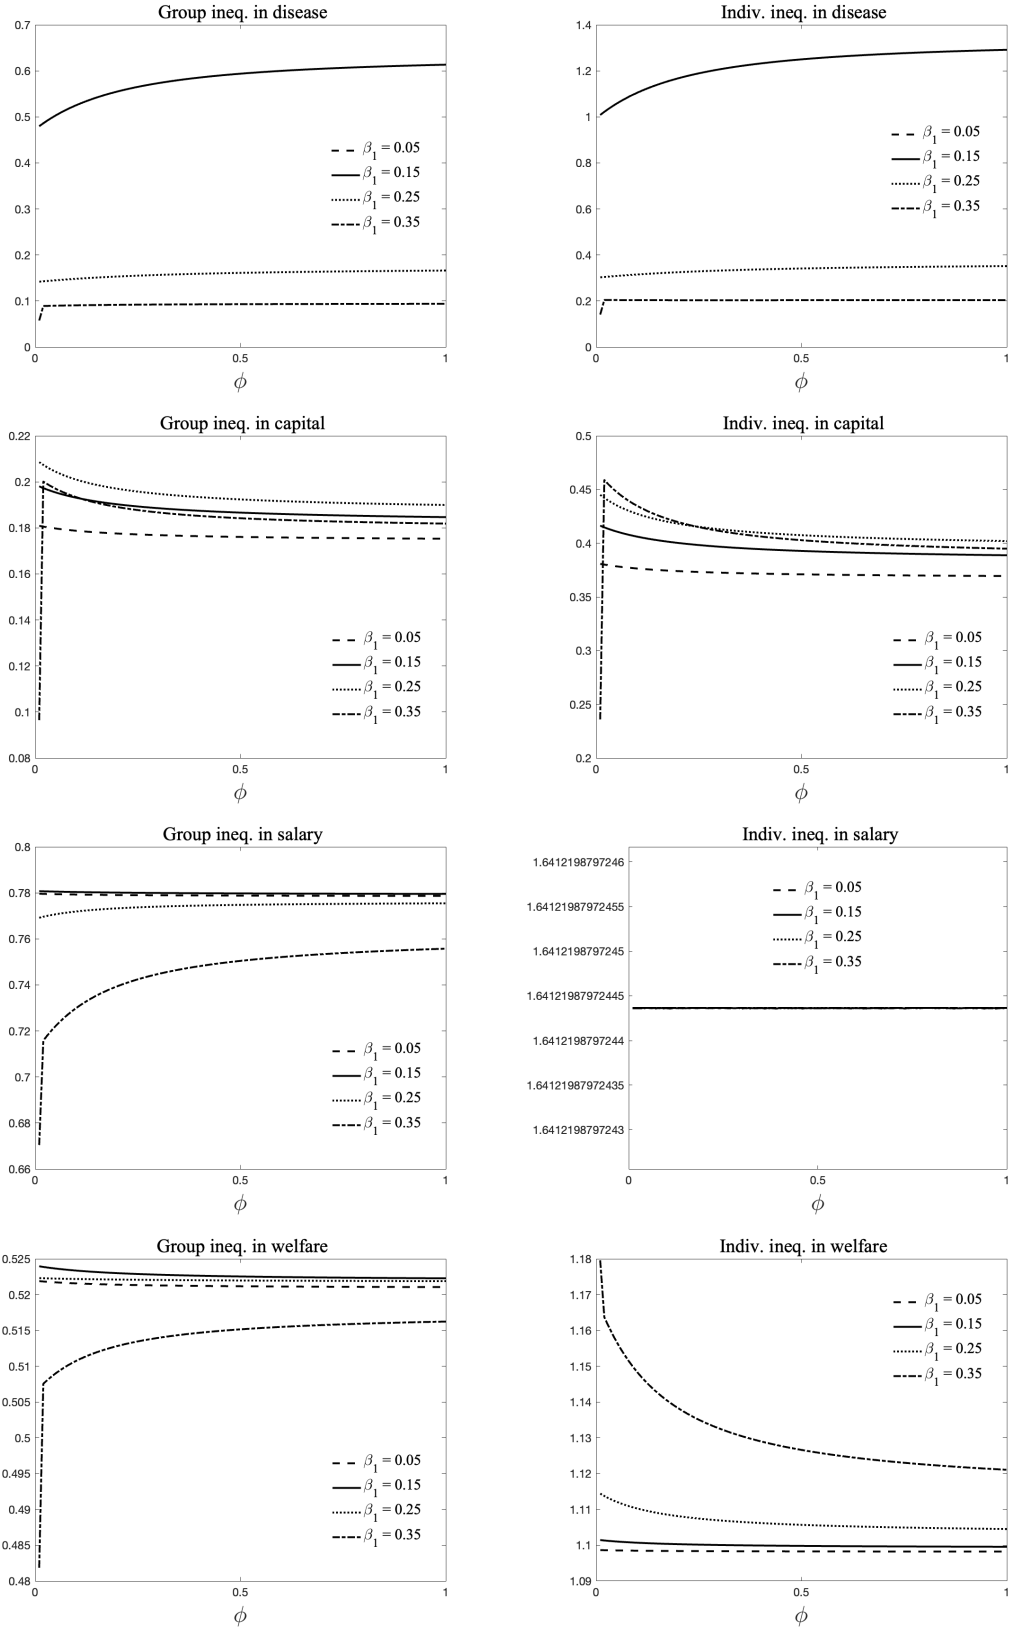 Group ineq. in disease
0.7
0.6
0.5
0.4
0.3
0.2
0.1
0
0 0.5 1
ϕ
β1 = 0.05
β1 = 0.15
β1 = 0.25
β1 = 0.35
Indiv. ineq. in disease
1.4
1.2
1
0.8
0.6
0.4
0.2
0
0 0.5 1
ϕ
β1 = 0.05
β1 = 0.15
β1 = 0.25
β1 = 0.35
Group ineq. in capital
0.22
0.2
0.18
0.16
0.14
0.12
0.1
0.08
0 0.5 1
ϕ
β1 = 0.05
β1 = 0.15
β1 = 0.25
β1 = 0.35
Indiv. ineq. in capital
0.5
0.45
0.4
0.35
0.3
0.25
0.2
0 0.5 1
ϕ
β1 = 0.05
β1 = 0.15
β1 = 0.25
β1 = 0.35
Group ineq. in salary
0.8
0.78
0.76
0.74
0.72
0.7
0.68
0.66
0 0.5 1
ϕ
β1 = 0.05
β1 = 0.15
β1 = 0.25
β1 = 0.35
Indiv. ineq. in salary
1.6412198797246
1.64121987972455
1.6412198797245
1.64121987972445
1.6412198797244
1.64121987972435
1.6412198797243
0 0.5 1
ϕ
β1 = 0.05
β1 = 0.15
β1 = 0.25
β1 = 0.35
Group ineq. in welfare
0.525
0.52
0.515
0.51
0.505
0.5
0.495
0.49
0.485
0.48
0 0.5 1
ϕ
β1 = 0.05
β1 = 0.15
β1 = 0.25
β1 = 0.35
Indiv. ineq. in welfare
1.18
1.17
1.16
1.15
1.14
1.13
1.12
1.11
1.1
1.09
0 0.5 1
ϕ
β1 = 0.05
β1 = 0.15
β1 = 0.25
β1 = 0.35